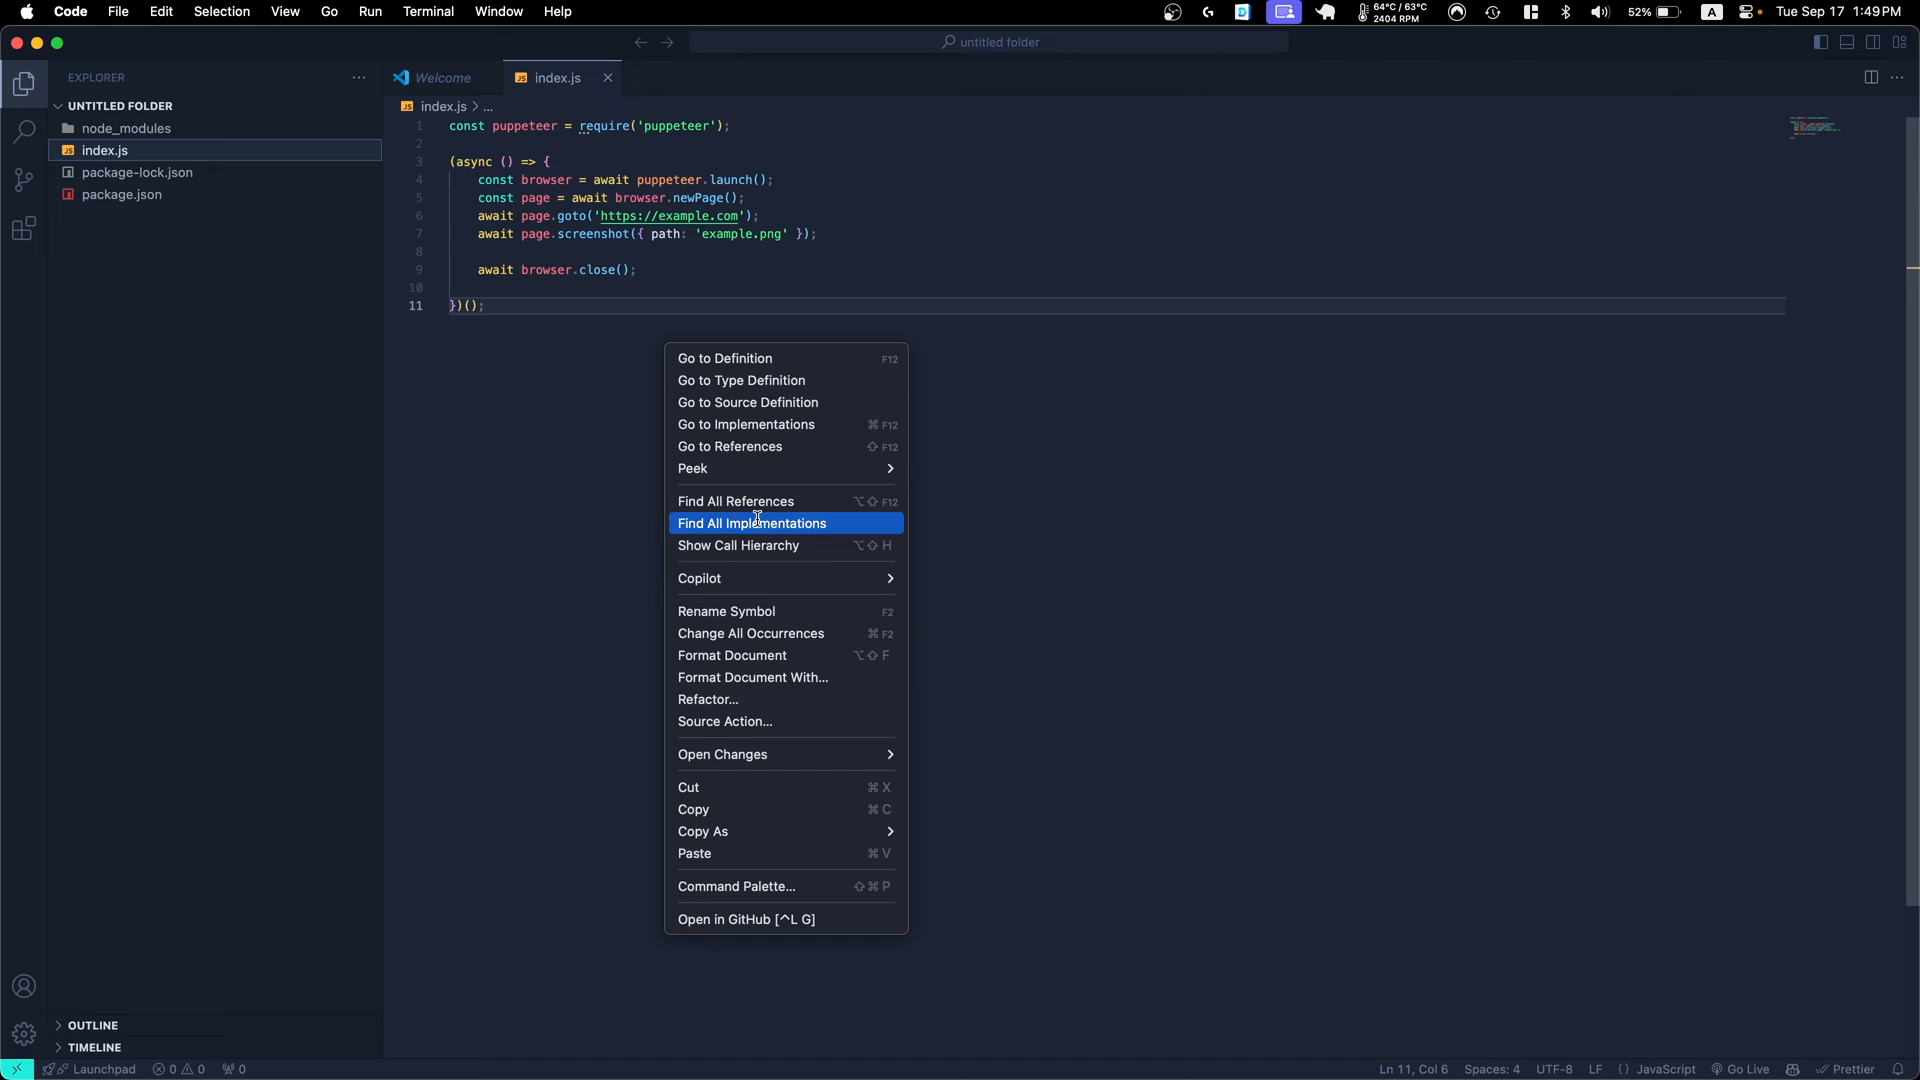 Code File Edit Selection View Go Run Terminal Window Help
64°C / 63°C
2404 RPM
52%
A
Tue Sep 17 1:49 PM
untitled folder
EXPLORER
UNTITLED FOLDER
node_modules
JS index.js
package-lock.json
package.json
OUTLINE
TIMELINE
Welcome
JS index.js
JS index.js > ...
1 const puppeteer = require('puppeteer');
2
3 (async () => {
4 const browser = await puppeteer.launch();
5 const page = await browser.newPage();
6 await page.goto('https://example.com');
7 await page.screenshot({ path: 'example.png' });
8
9 await browser.close();
10
11 })();
Go to Definition F12
Go to Type Definition
Go to Source Definition
Go to Implementations ⌘ F12
Go to References ⇧ F12
Peek
Find All References ⌥⇧ F12
Find All Implementations
Show Call Hierarchy ⌥⇧ H
Copilot
Rename Symbol F2
Change All Occurrences ⌘ F2
Format Document ⌥⇧ F
Format Document With...
Refactor...
Source Action...
Open Changes
Cut ⌘ X
Copy ⌘ C
Copy As
Paste ⌘ V
Command Palette... ⇧⌘ P
Open in GitHub [^L G]
Launchpad 0 0 0
Ln 11, Col 6 Spaces: 4 UTF-8 LF {} JavaScript Go Live Prettier